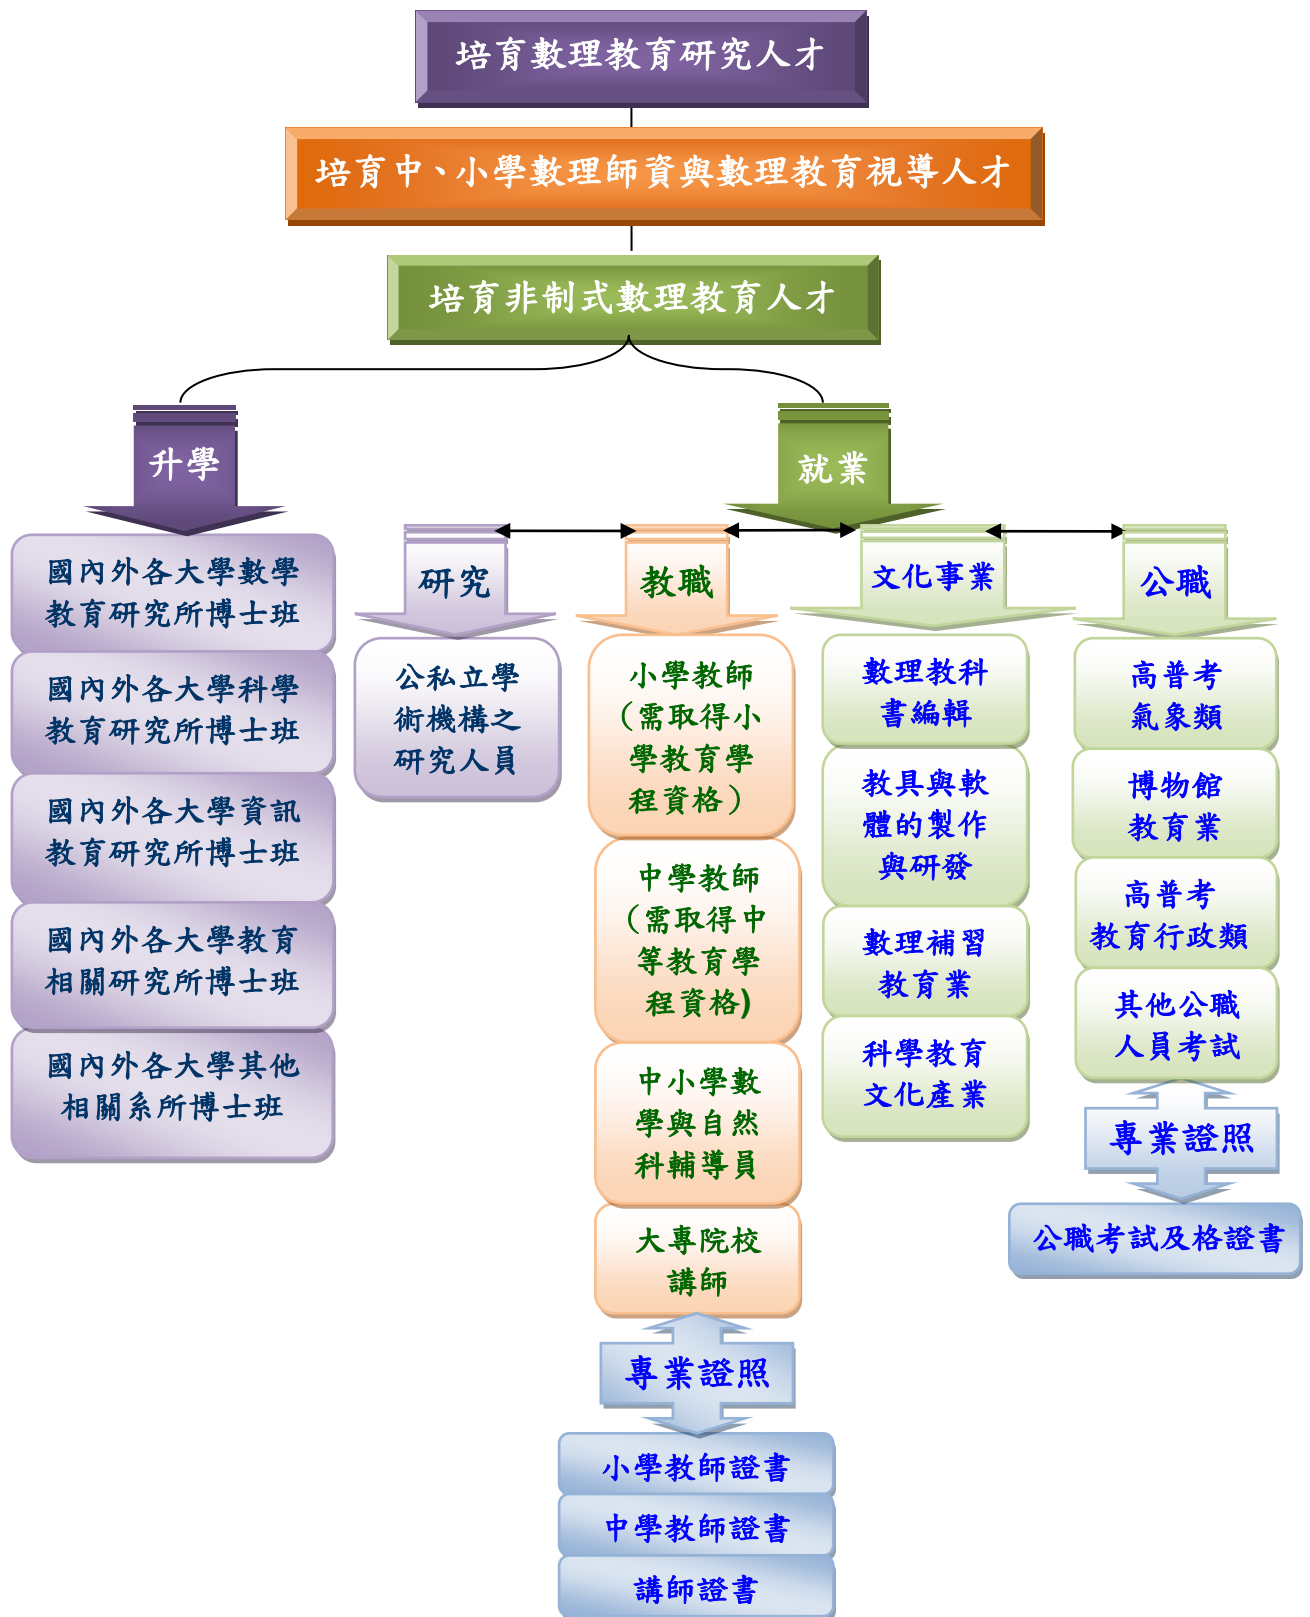 培育數理教育研究人才
培育中、小學數理師資與數理教育視導人才
培育非制式數理教育人才
升學
就業
國內外各大學數學
教育研究所博士班
國內外各大學科學
教育研究所博士班
國內外各大學資訊
教育研究所博士班
國內外各大學教育
相關研究所博士班
國內外各大學其他
相關系所博士班
研究
公私立學
術機構之
研究人員
教職
小學教師
（需取得小
學教育學
程資格）
中學教師
（需取得中
等教育學
程資格)
中小學數
學與自然
科輔導員
大專院校
講師
專業證照
小學教師證書
中學教師證書
講師證書
文化事業
數理教科
書編輯
教具與軟
體的製作
與研發
數理補習
教育業
科學教育
文化產業
公職
高普考
氣象類
博物館
教育業
高普考
教育行政類
其他公職
人員考試
專業證照
公職考試及格證書